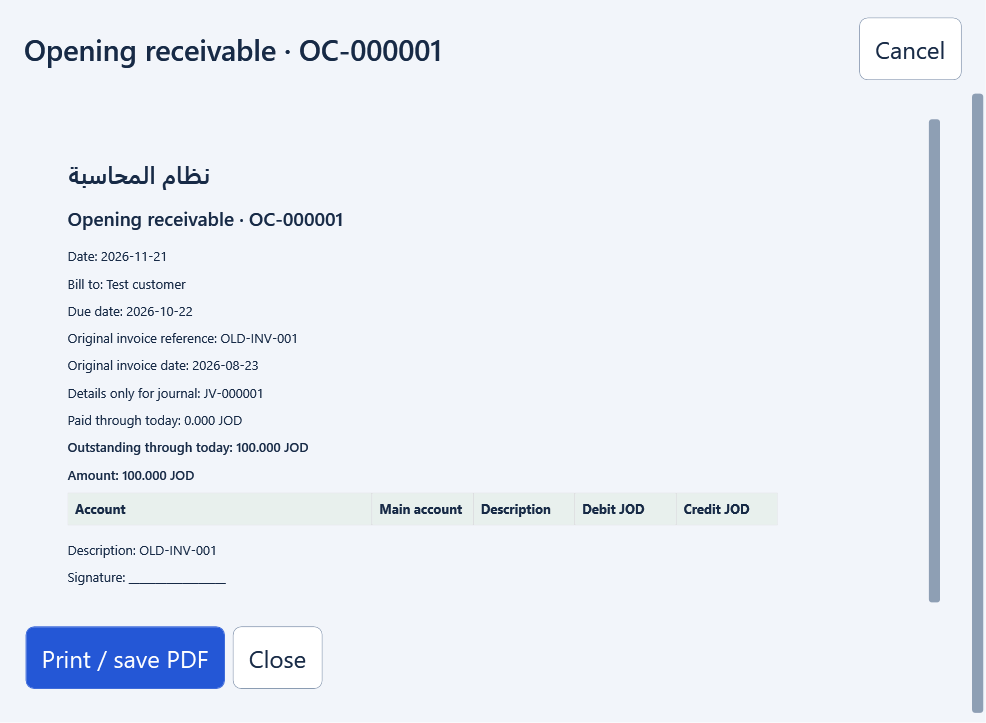 Opening receivable · OC-000001
Cancel
نظام المحاسبة
Opening receivable · OC-000001
Date: 2026-11-21
Bill to: Test customer
Due date: 2026-10-22
Original invoice reference: OLD-INV-001
Original invoice date: 2026-08-23
Details only for journal: JV-000001
Paid through today: 0.000 JOD
Outstanding through today: 100.000 JOD
Amount: 100.000 JOD
Account Main account Description Debit JOD Credit JOD
Description: OLD-INV-001
Signature: ________________
Print / save PDF Close